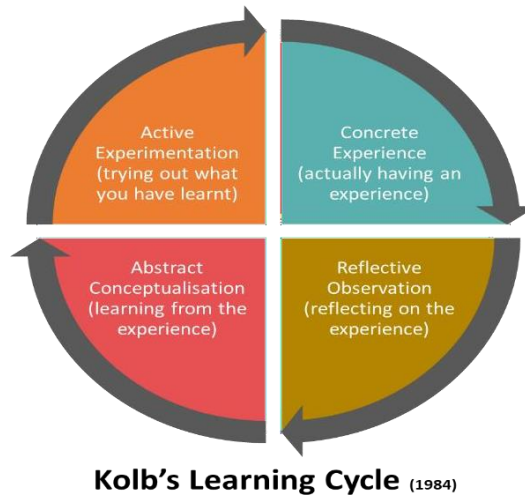 Active
Experimentation
(trying out what
you have learnt)
Concrete
Experience
(actually having an
experience)
Abstract
Conceptualisation
(learning from the
experience)
Reflective
Observation
(reflecting on the
experience)
Kolb's Learning Cycle (1984)